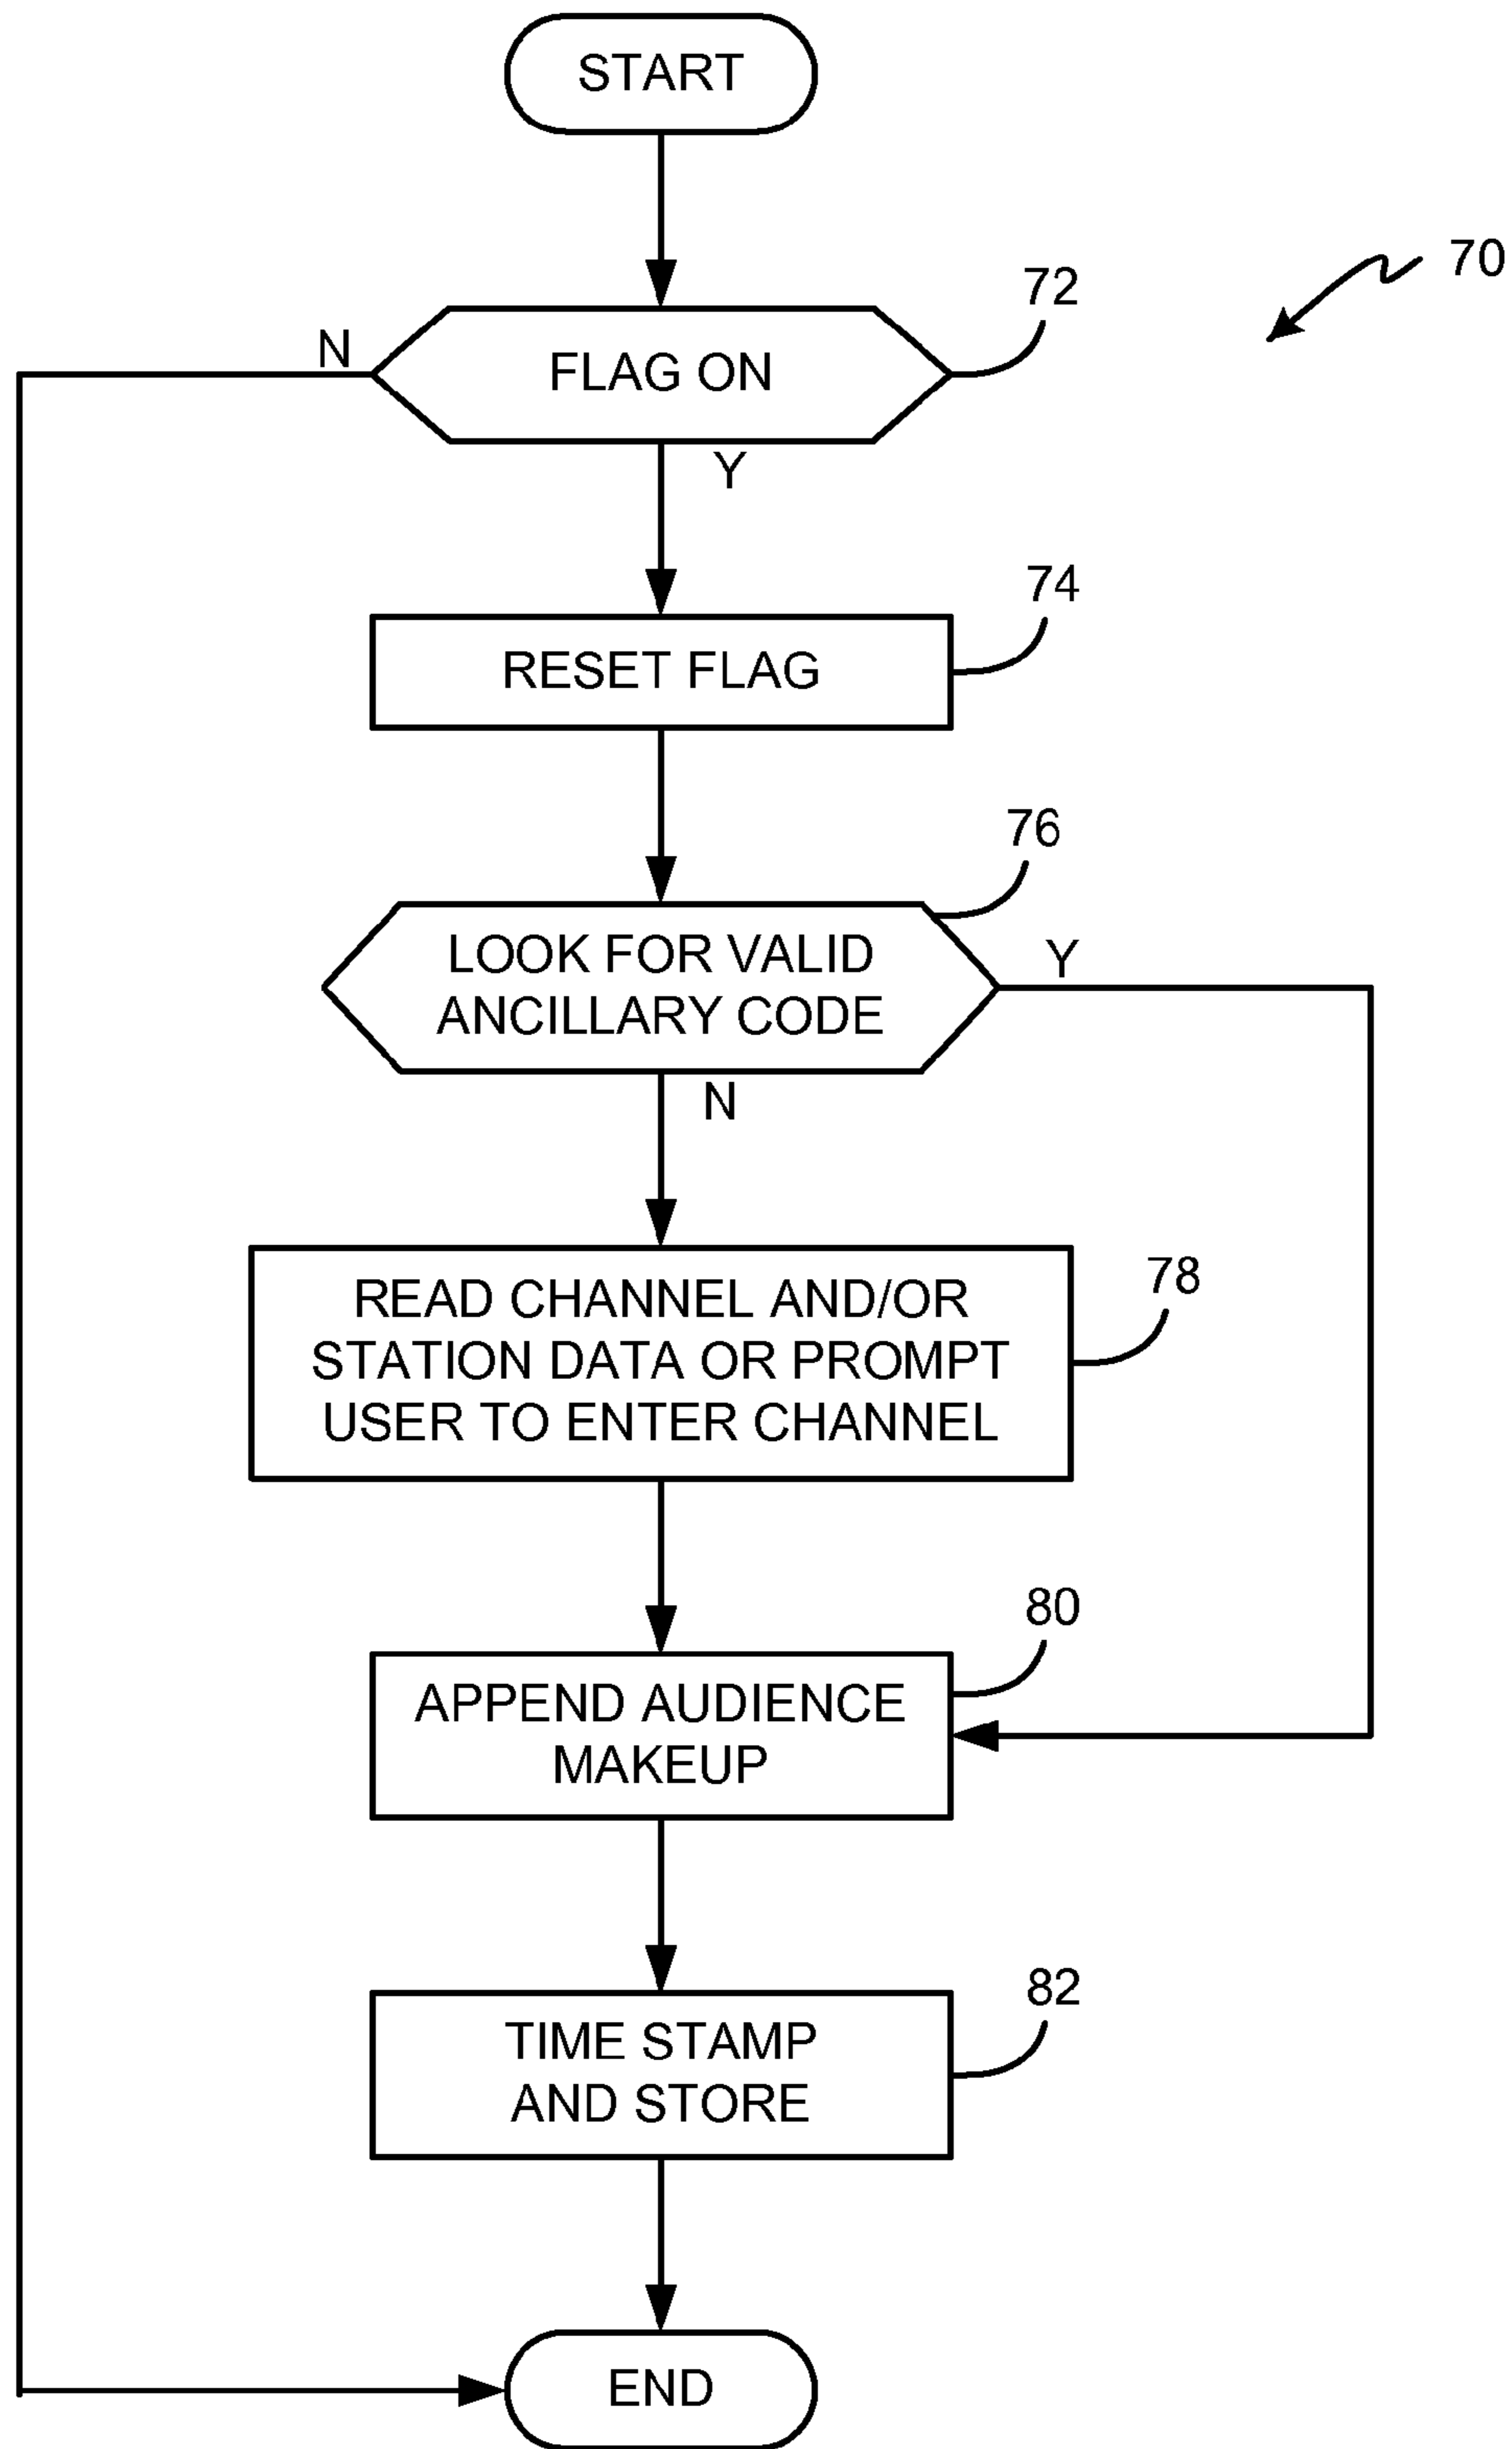 START
70
72
N
FLAG ON
Y
74
RESET FLAG
76
LOOK FOR VALID
ANCILLARY CODE
Y
N
78
READ CHANNEL AND/OR
STATION DATA OR PROMPT
USER TO ENTER CHANNEL
80
APPEND AUDIENCE
MAKEUP
82
TIME STAMP
AND STORE
END